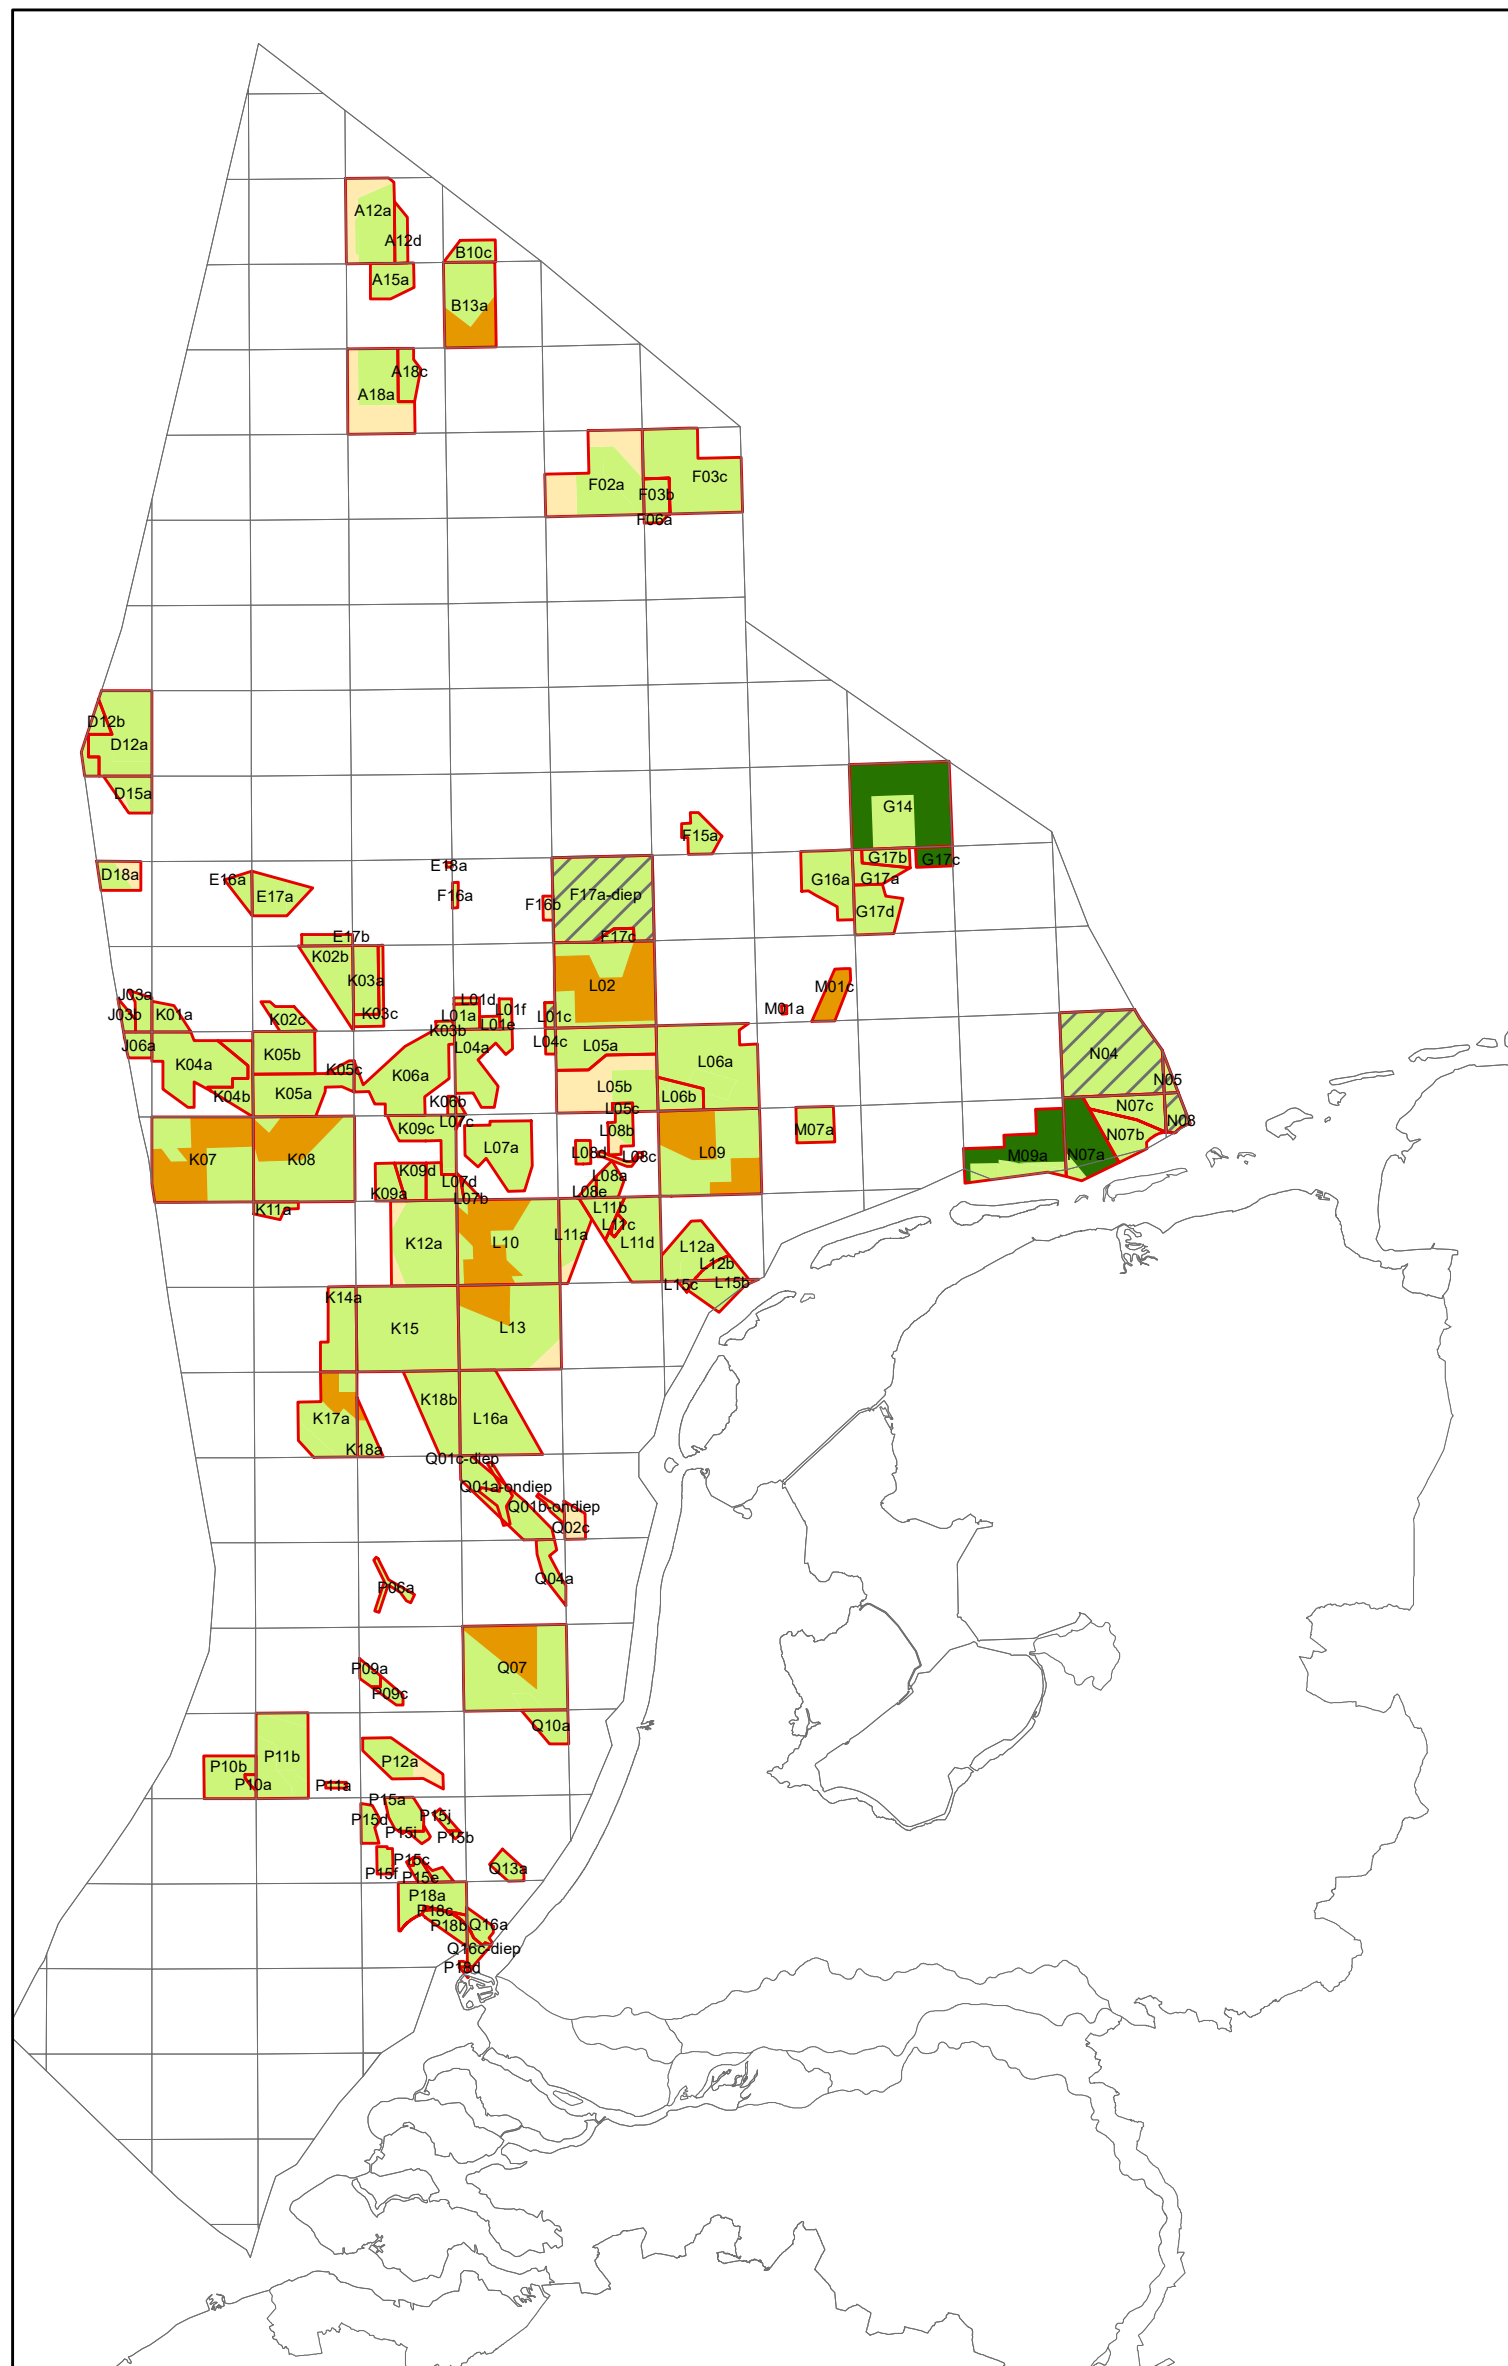 A12a
A12d
B10c
A15a
B13a
A18c
A18a
F03c
F02a
F03b
F06a
D12b
D12a
D15a
G14
F15a
G17b
G17c
E18a
D18a
E16a
G17a
G16a
E17a
F16a
F17a-diep
F16b
G17d
E17b
F17c
K02b
K03a
L02
M01c
J03a
L01d
M01a
L01f
J03b
K01a
K03c
L01a
L01c
K02c
L01e
K03b
J06a
L04c
L05a
L04a
K05b
N04
K04a
L06a
K05c
K06a
N05
L05b
K05a
K04b
L06b
K06b
N07c
L05c
N08
L07c
K09c
L08b
M07a
N07b
L07a
L08d
L09
K07
K08
L08c
M09a
N07a
K09d
L08a
L07d
K09a
L08e
L07b
K11a
L11b
L11c
L11a
K12a
L10
L11d
L12a
L12b
L15c
L15b
K14a
K15
L13
K18b
K17a
L16a
K18a
Q01c-diep
Q01a-ondiep
Q01b-ondiep
Q02c
Q04a
P06a
Q07
P09a
P09c
Q10a
P11b
P12a
P10b
P10a
P11a
P15a
P15j
P15d
P15i
P15b
P15c
Q13a
P15f
P15e
P18a
P18c
P18b
Q16a
Q16c-diep
P18d